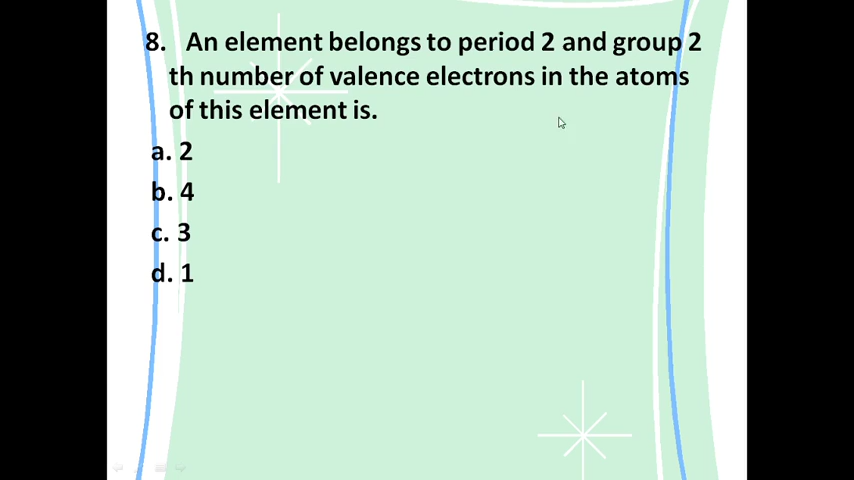 8. An element belongs to period 2 and group 2
th number of valence electrons in the atoms
of this element is.
a. 2
b. 4
c. 3
d. 1